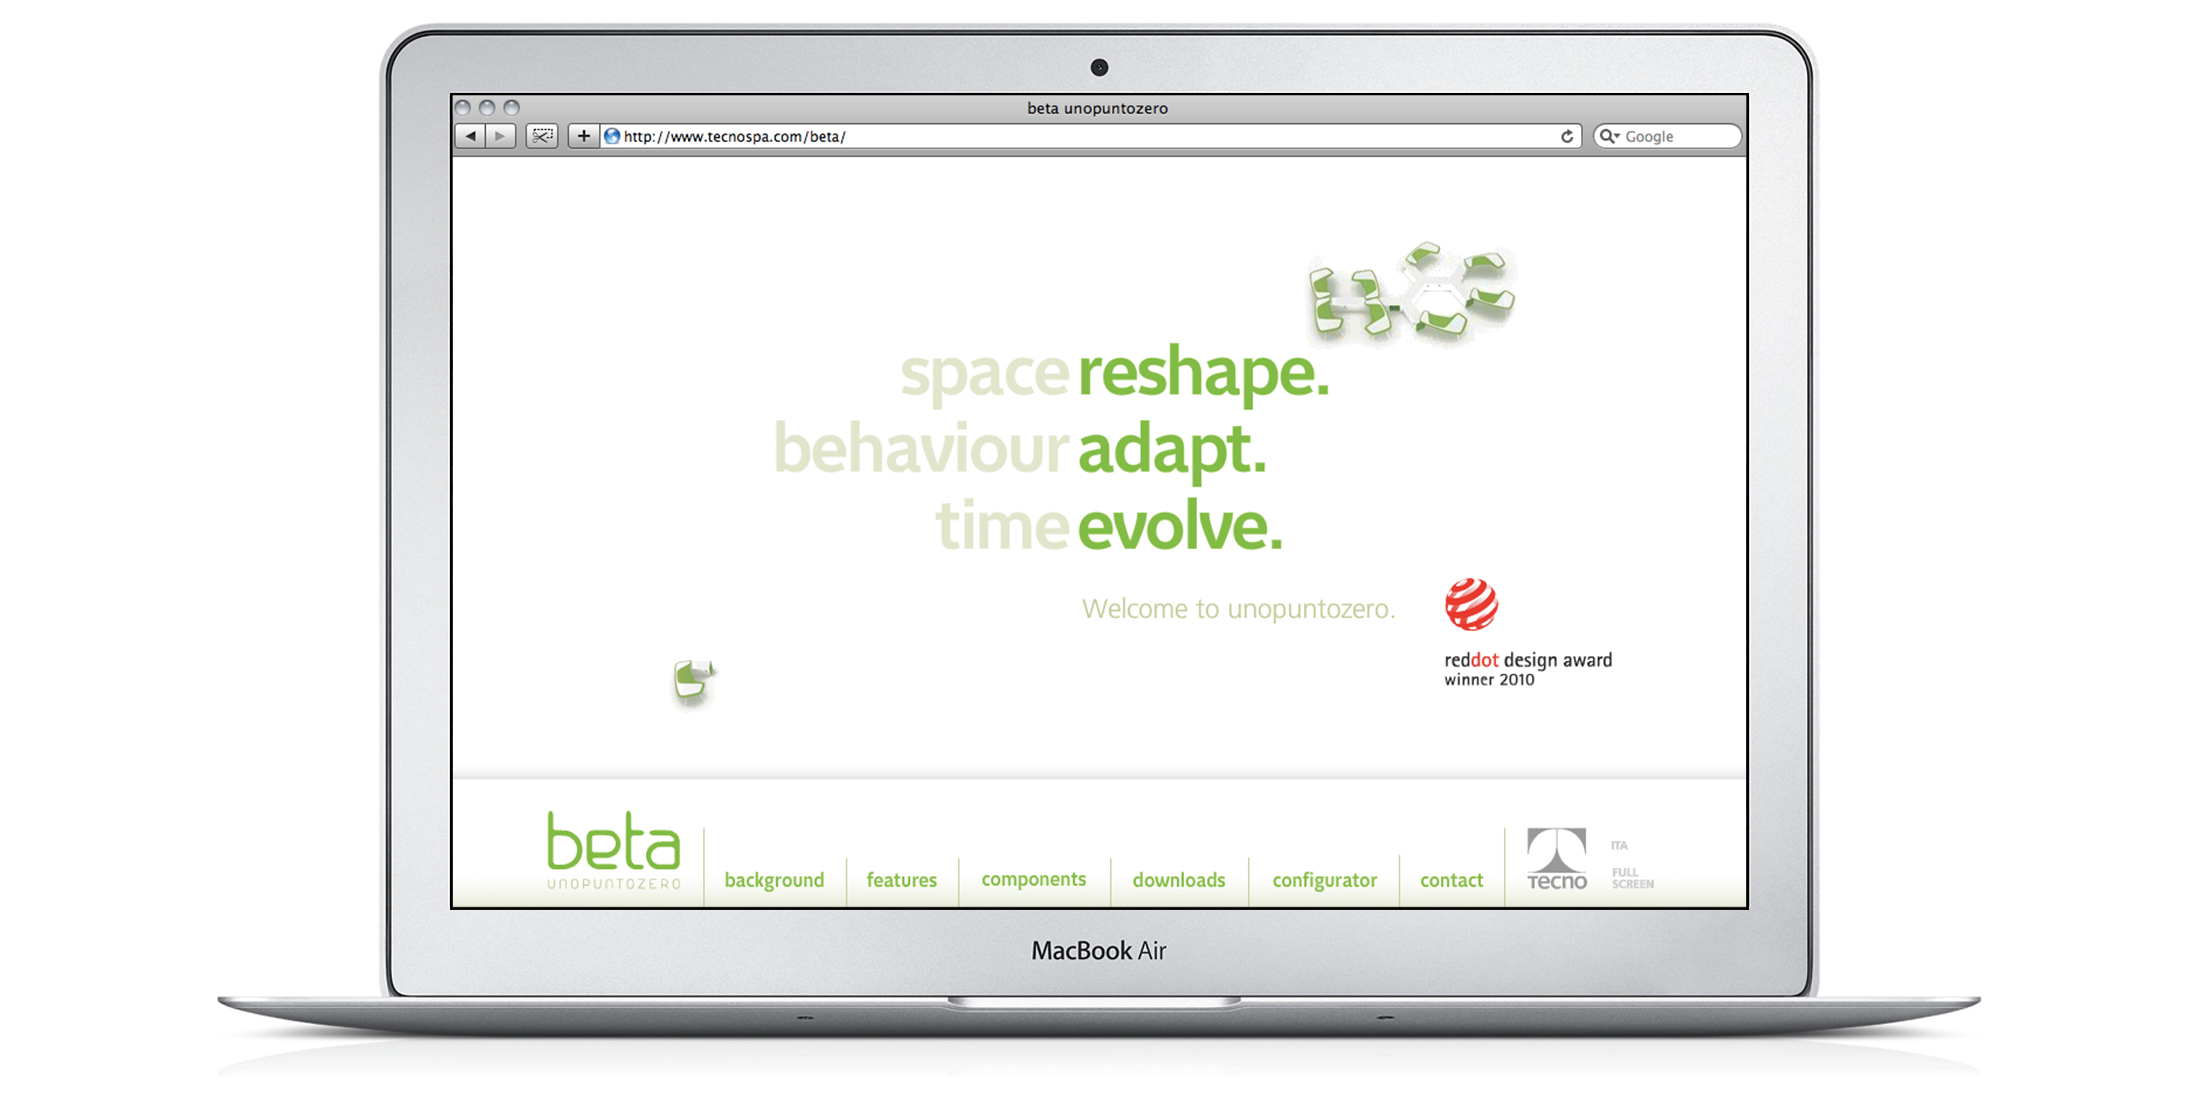 beta unopuntozero
http://www.tecnospa.com/beta/
Google
space reshape.
behaviour adapt.
time evolve.
Welcome to unopuntozero.
reddot design award
winner 2010
beta
UNOPUNTOZERO
background
features
components
downloads
configurator
contact
TECNO
ITA
FULL
SCREEN
MacBook Air